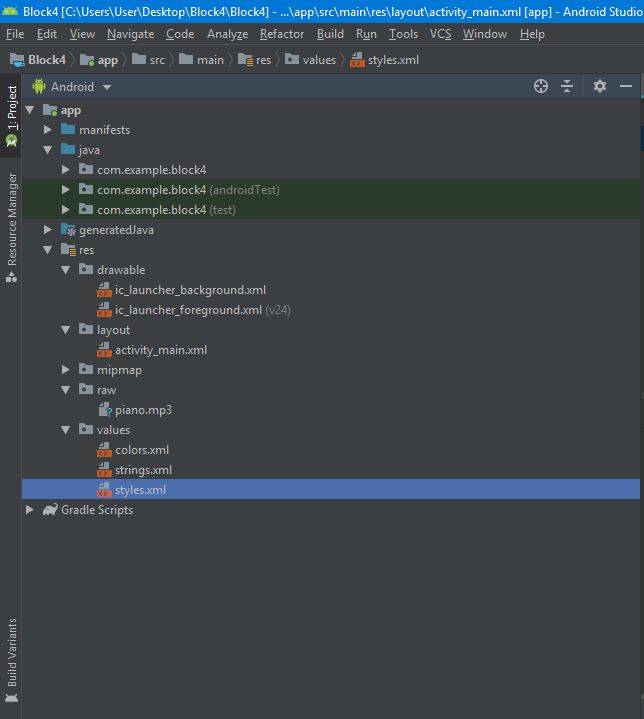 Block4 [C:\Users\User\Desktop\Block4\Block4] - ...\app\src\main\res\layout\activity_main.xml [app] - Android Studio
File Edit View Navigate Code Analyze Refactor Build Run Tools VCS Window Help
Block4 app src main res values styles.xml
1: Project
Resource Manager
Build Variants
Android
app
manifests
java
com.example.block4
com.example.block4 (androidTest)
com.example.block4 (test)
generatedJava
res
drawable
ic_launcher_background.xml
ic_launcher_foreground.xml (v24)
layout
activity_main.xml
mipmap
raw
piano.mp3
values
colors.xml
strings.xml
styles.xml
Gradle Scripts